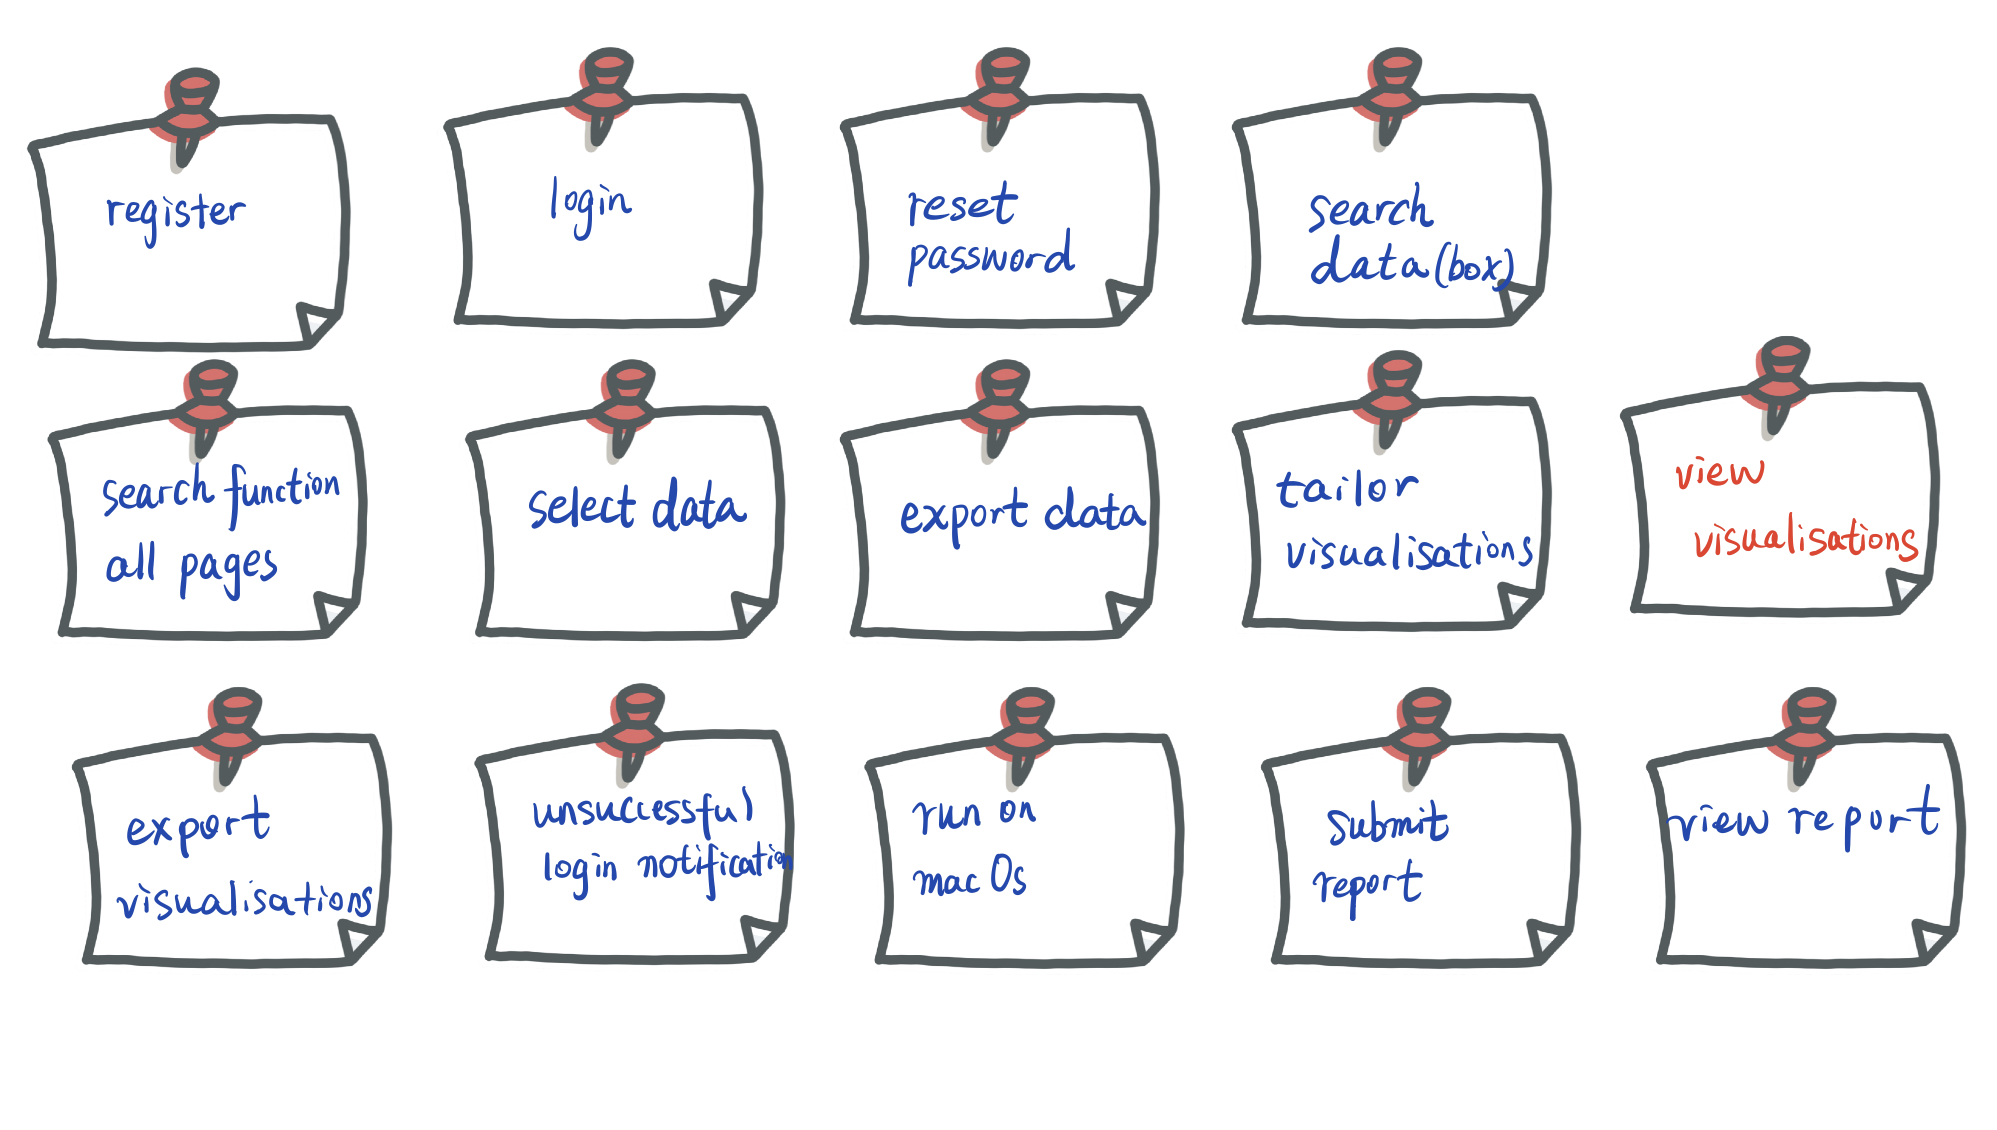 register
login
reset
password
search
data (box)
search function
all pages
select data
export data
tailor
visualisations
view
visualisations
export
visualisations
unsuccessful
login notification
run on
mac Os
submit
report
view report